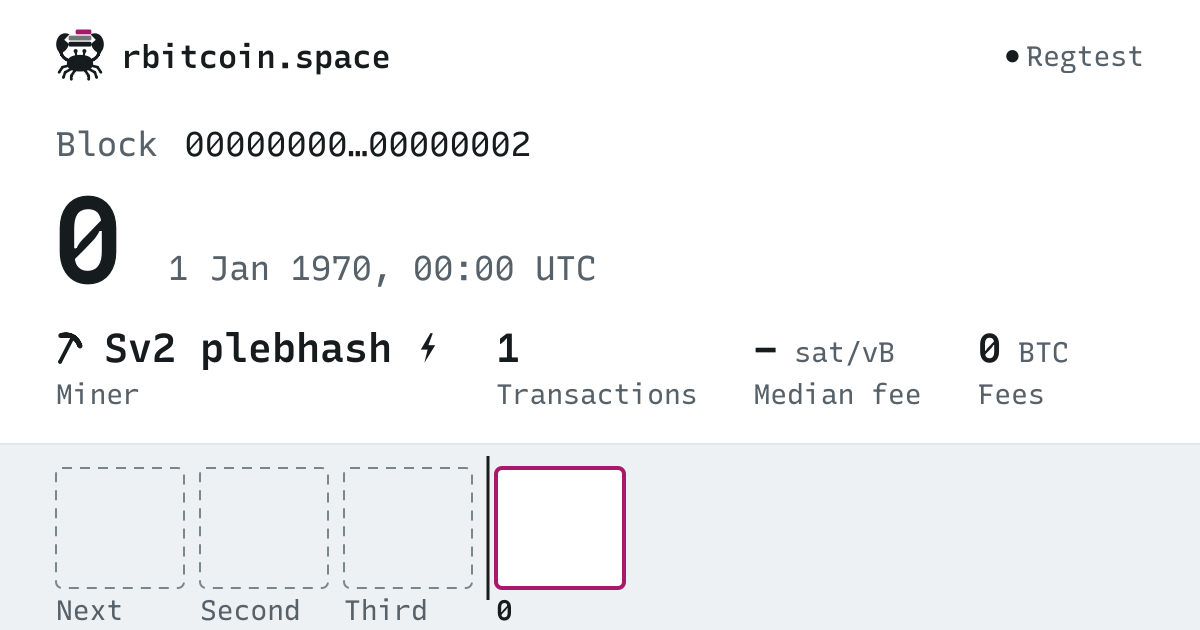 rbitcoin.space
Regtest
Block 00000000…00000002
0 1 Jan 1970, 00:00 UTC
Sv2 plebhash 1 – sat/vB 0 BTC
Miner Transactions Median fee Fees
Next Second Third 0